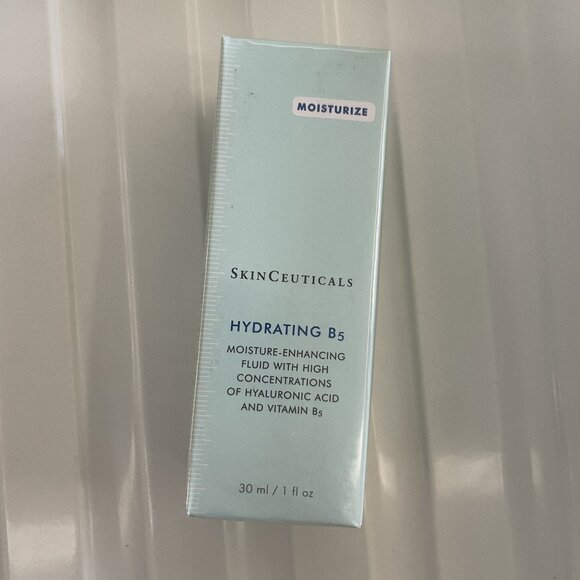 MOISTURIZE
SKINCEUTICALS
HYDRATING B5
MOISTURE-ENHANCING
FLUID WITH HIGH
CONCENTRATIONS
OF HYALURONIC ACID
AND VITAMIN B5
30 ml / 1 fl oz